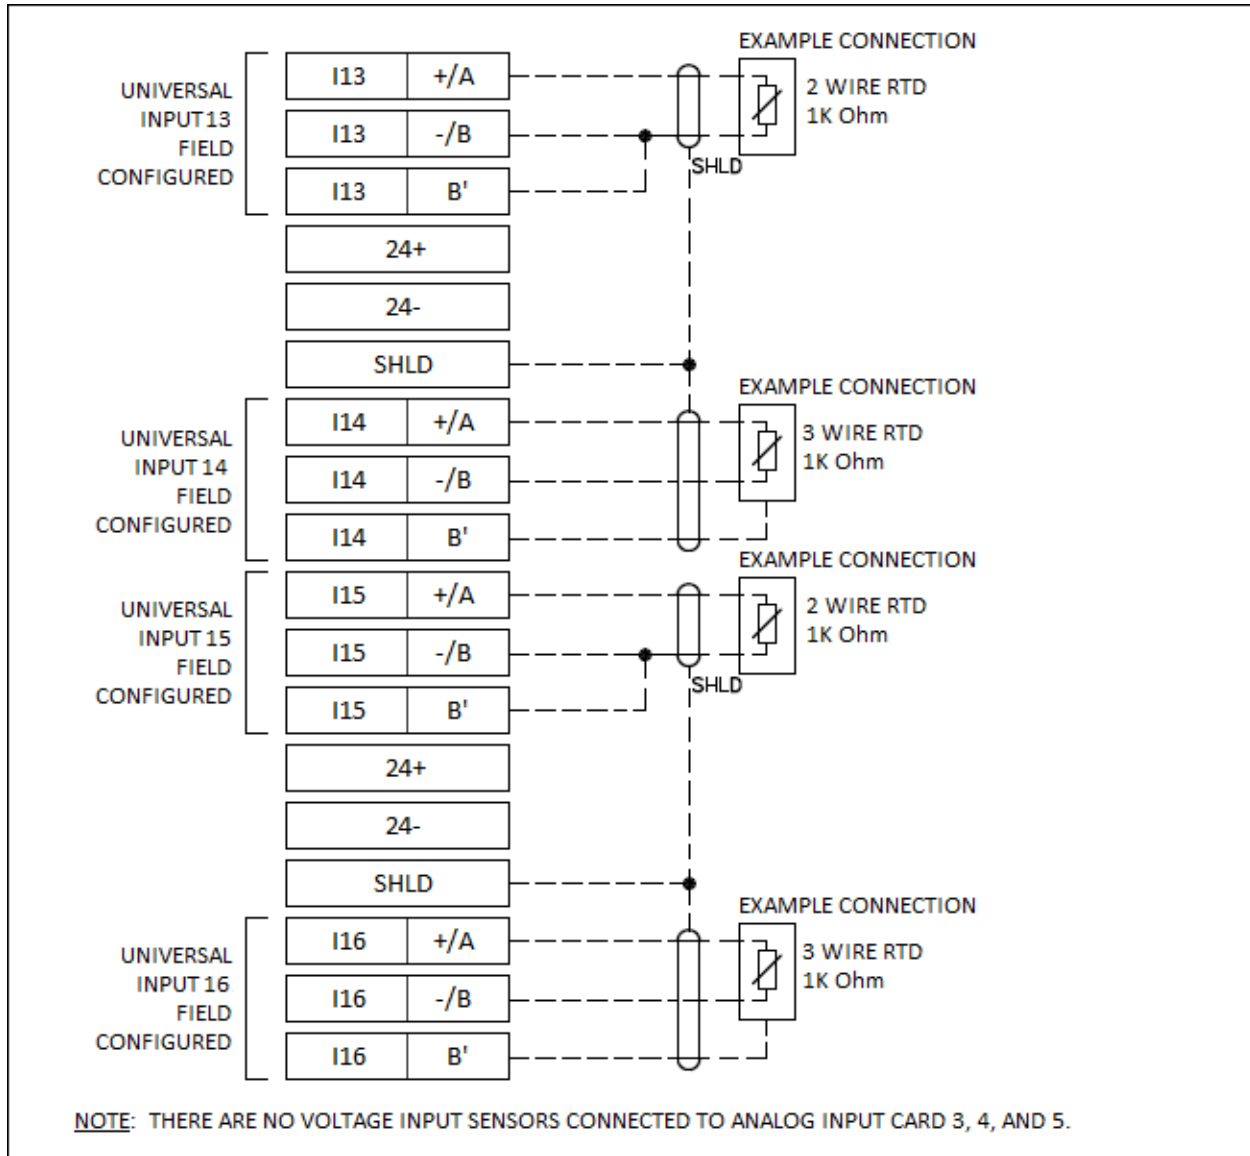 EXAMPLE CONNECTION
UNIVERSAL
INPUT 13
FIELD
CONFIGURED
I13 +/A
I13 -/B
I13 B'
2 WIRE RTD
1K Ohm
SHLD
24+
24-
SHLD
EXAMPLE CONNECTION
UNIVERSAL
INPUT 14
FIELD
CONFIGURED
I14 +/A
I14 -/B
I14 B'
3 WIRE RTD
1K Ohm
EXAMPLE CONNECTION
UNIVERSAL
INPUT 15
FIELD
CONFIGURED
I15 +/A
I15 -/B
I15 B'
2 WIRE RTD
1K Ohm
SHLD
24+
24-
SHLD
EXAMPLE CONNECTION
UNIVERSAL
INPUT 16
FIELD
CONFIGURED
I16 +/A
I16 -/B
I16 B'
3 WIRE RTD
1K Ohm
NOTE: THERE ARE NO VOLTAGE INPUT SENSORS CONNECTED TO ANALOG INPUT CARD 3, 4, AND 5.